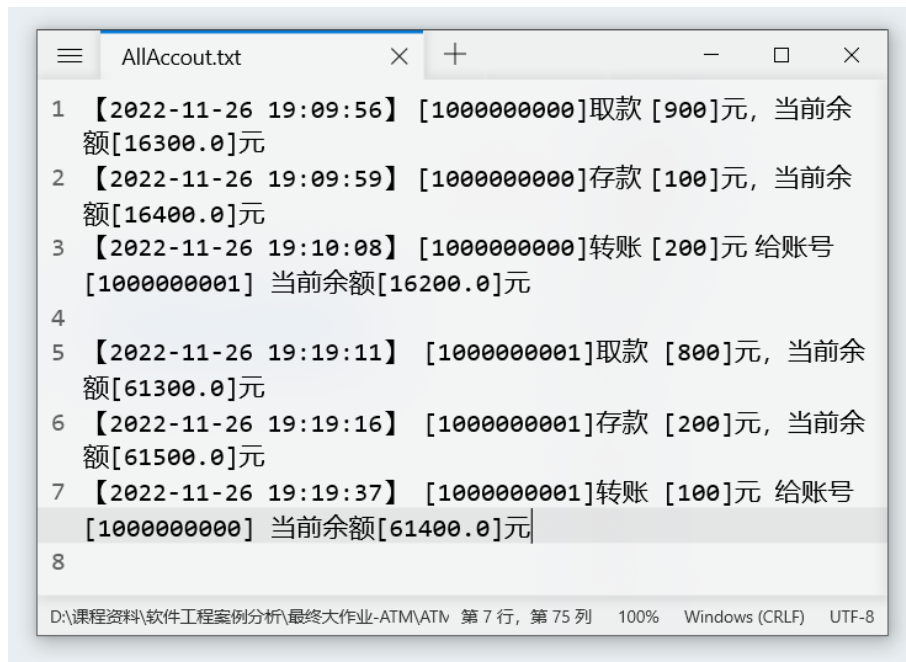 AllAccout.txt
1 【2022-11-26 19:09:56】 [1000000000]取款 [900]元，当前余
额[16300.0]元
2 【2022-11-26 19:09:59】 [1000000000]存款 [100]元，当前余
额[16400.0]元
3 【2022-11-26 19:10:08】 [1000000000]转账 [200]元 给账号
[1000000001] 当前余额[16200.0]元
4
5 【2022-11-26 19:19:11】 [1000000001]取款 [800]元，当前余
额[61300.0]元
6 【2022-11-26 19:19:16】 [1000000001]存款 [200]元，当前余
额[61500.0]元
7 【2022-11-26 19:19:37】 [1000000001]转账 [100]元 给账号
[1000000000] 当前余额[61400.0]元
8
D:\课程资料\软件工程案例分析\最终大作业-ATM\ATM 第 7 行，第 75 列 100% Windows (CRLF) UTF-8